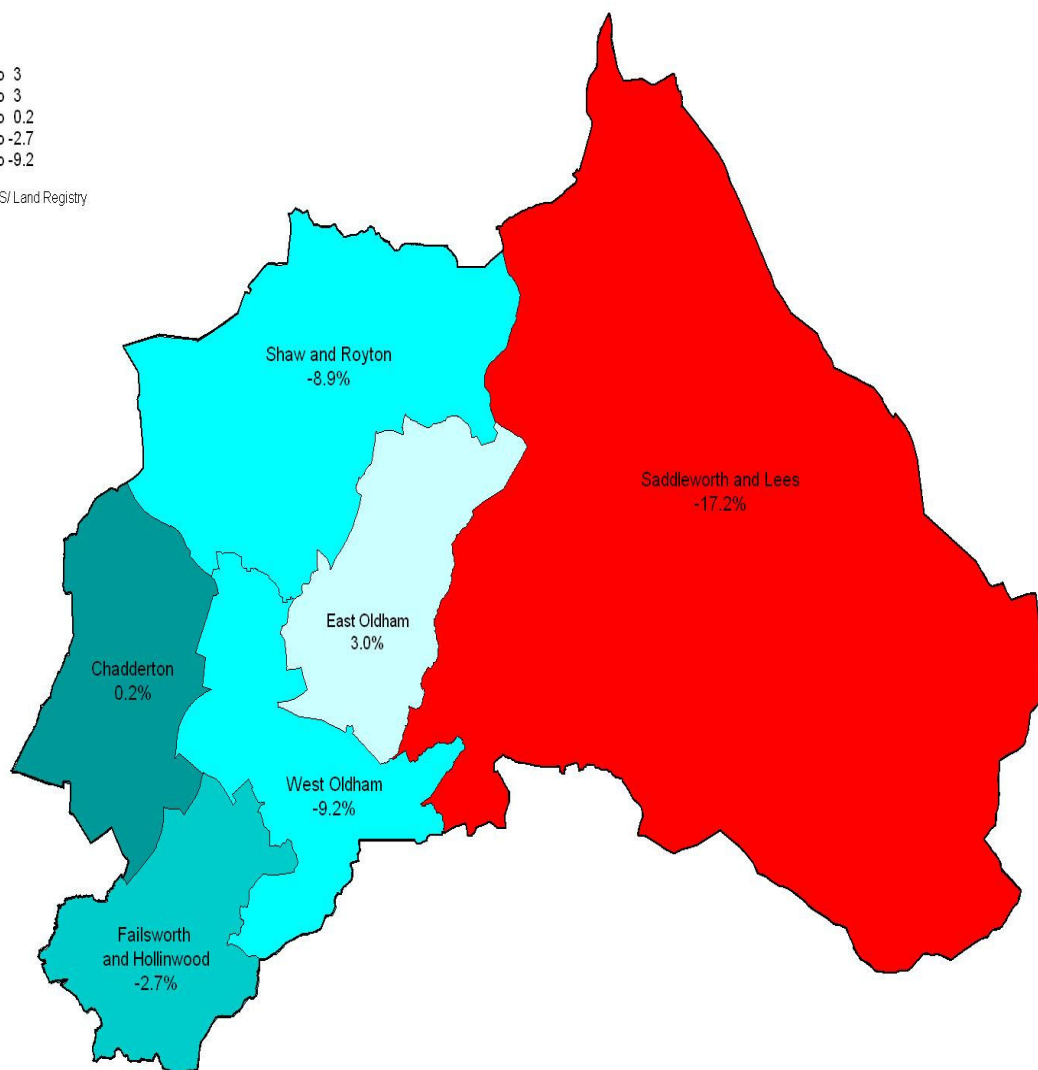 3
3
0.2
-2.7
-9.2
Land Registry
Shaw and Royton
-8.9%
Saddleworth and Lees
-17.2%
East Oldham
3.0%
Chadderton
0.2%
West Oldham
-9.2%
Failsworth
and Hollinwood
-2.7%